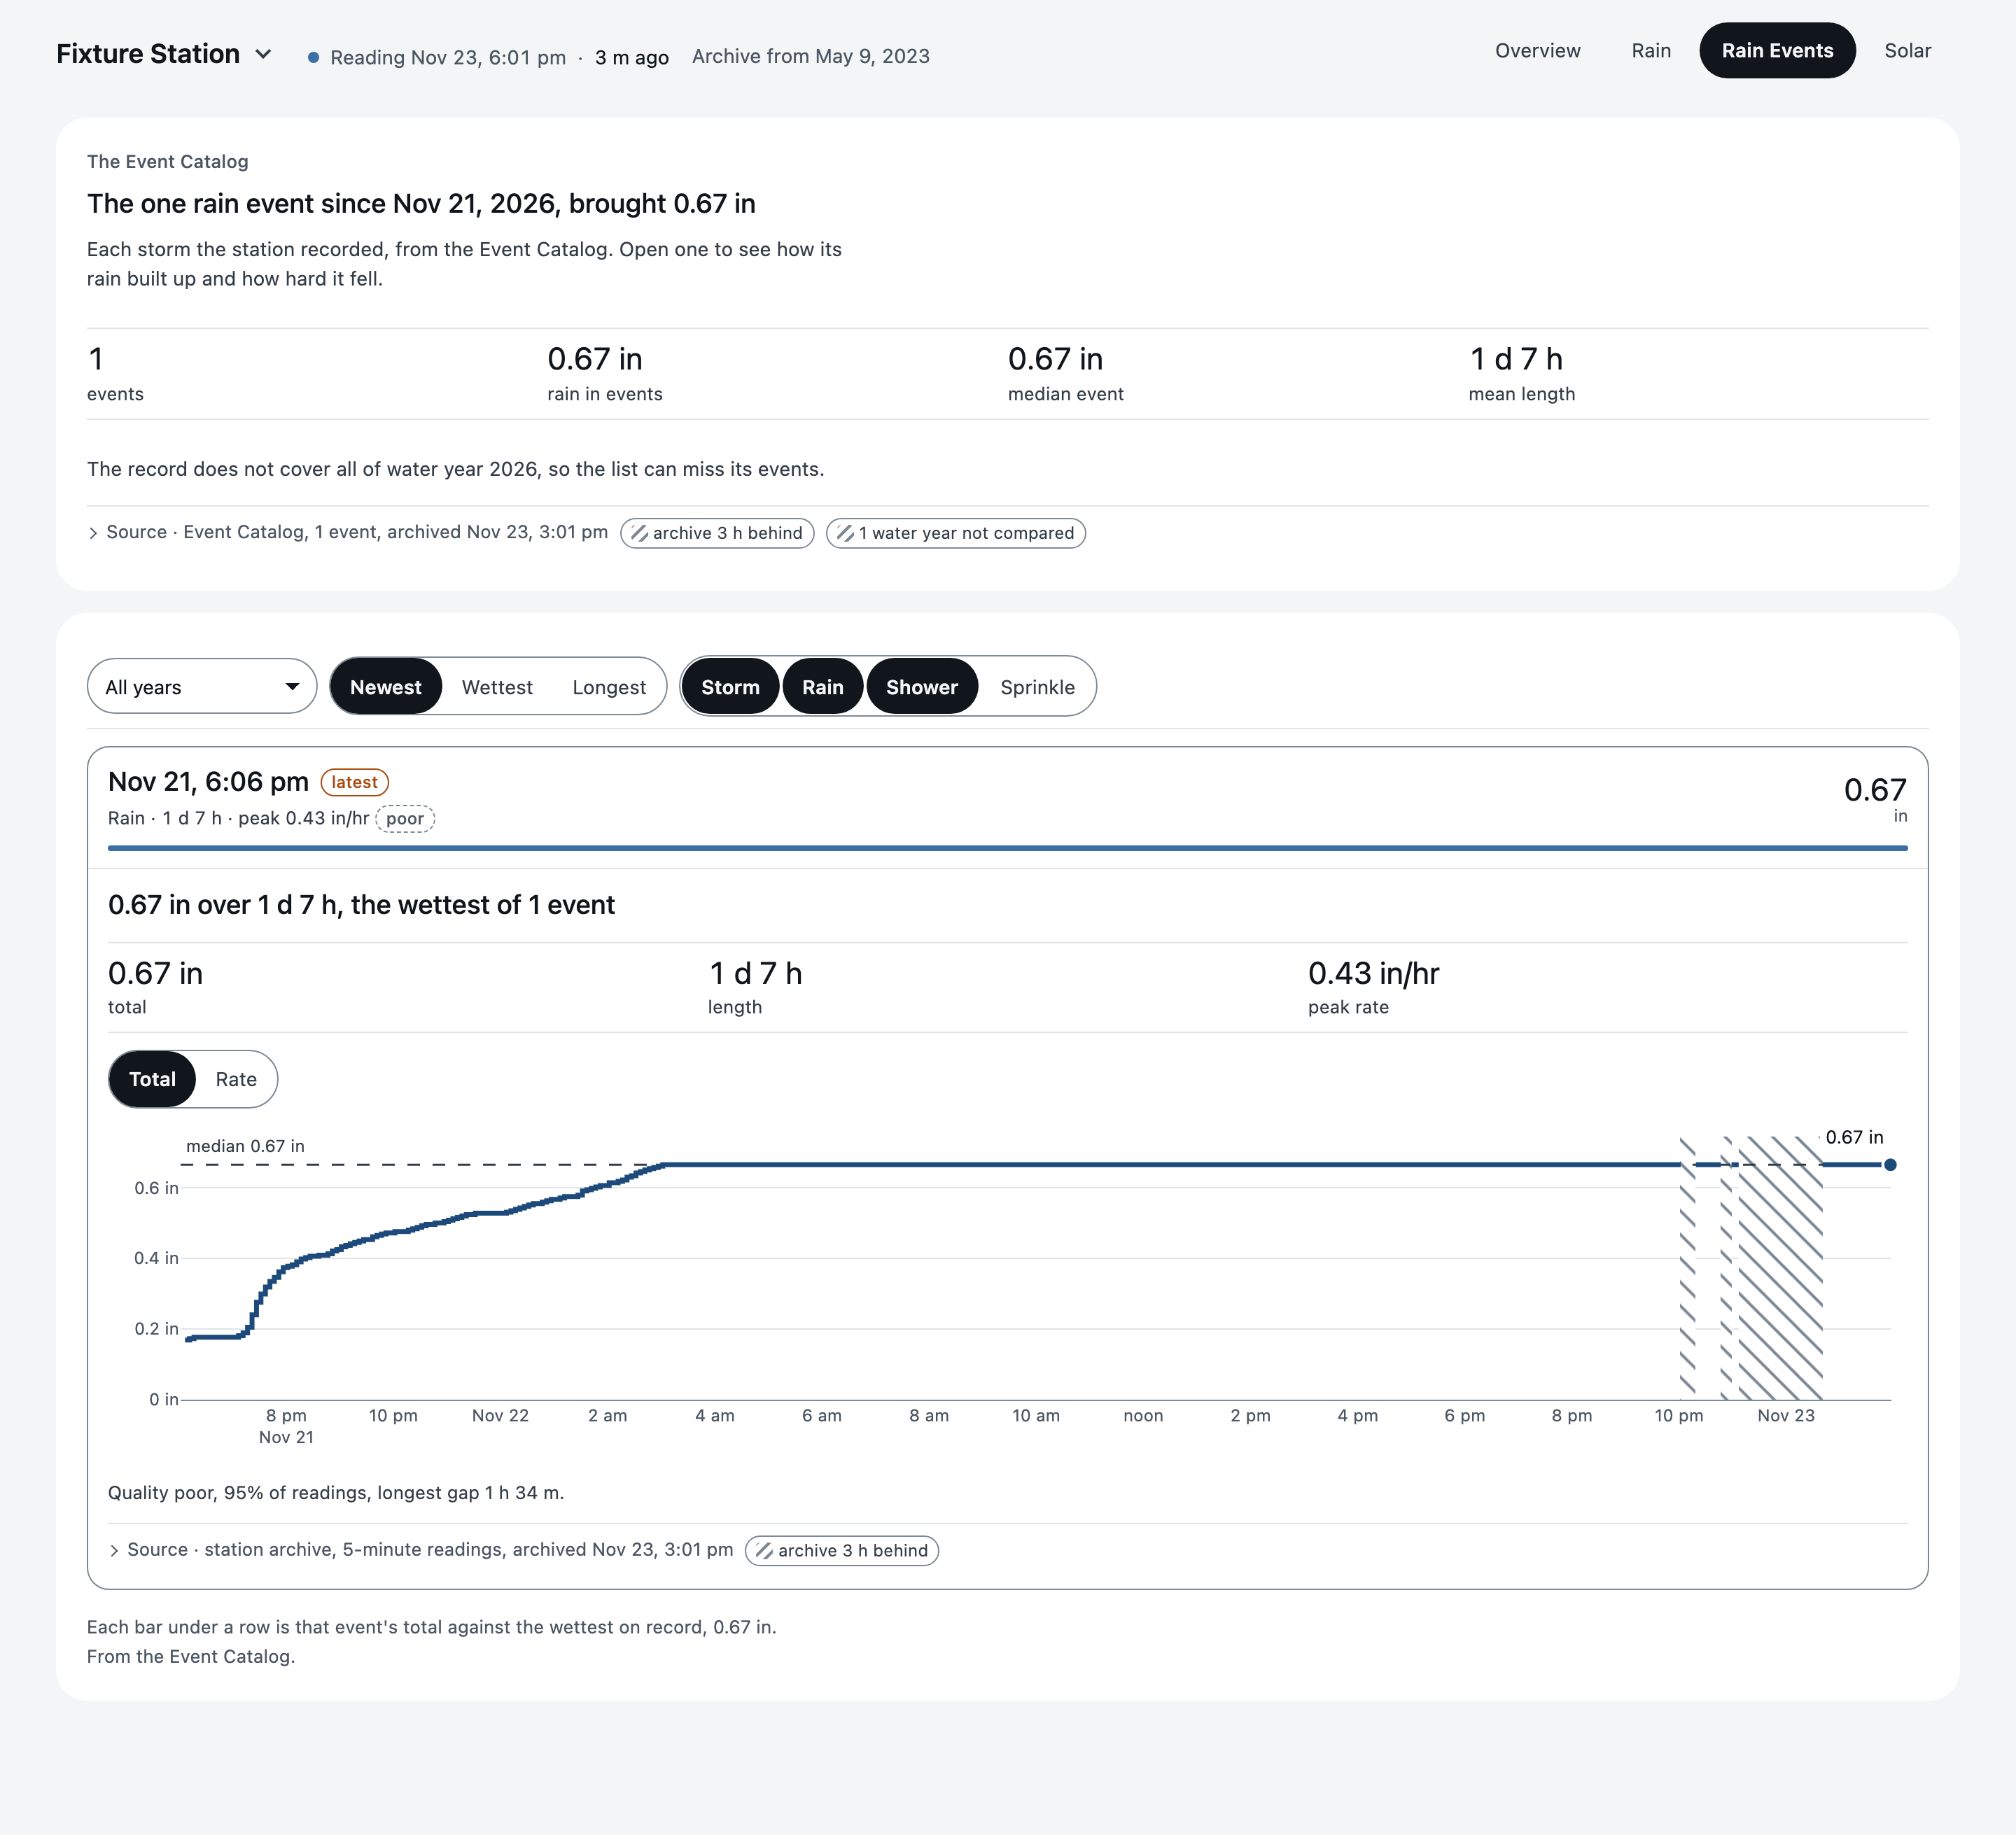 Fixture Station
Reading Nov 23, 6:01 pm · 3 m ago
Archive from May 9, 2023
Overview
Rain
Rain Events
Solar
The Event Catalog
The one rain event since Nov 21, 2026, brought 0.67 in
Each storm the station recorded, from the Event Catalog. Open one to see how its
rain built up and how hard it fell.
1
events
0.67 in
rain in events
0.67 in
median event
1 d 7 h
mean length
The record does not cover all of water year 2026, so the list can miss its events.
Source · Event Catalog, 1 event, archived Nov 23, 3:01 pm
archive 3 h behind
1 water year not compared
All years
Newest
Wettest
Longest
Storm
Rain
Shower
Sprinkle
Nov 21, 6:06 pm
latest
Rain · 1 d 7 h · peak 0.43 in/hr
poor
0.67
in
0.67 in over 1 d 7 h, the wettest of 1 event
0.67 in
total
1 d 7 h
length
0.43 in/hr
peak rate
Total
Rate
median 0.67 in
0.67 in
0.6 in
0.4 in
0.2 in
0 in
8 pm
Nov 21
10 pm
Nov 22
2 am
4 am
6 am
8 am
10 am
noon
2 pm
4 pm
6 pm
8 pm
10 pm
Nov 23
Quality poor, 95% of readings, longest gap 1 h 34 m.
Source · station archive, 5-minute readings, archived Nov 23, 3:01 pm
archive 3 h behind
Each bar under a row is that event's total against the wettest on record, 0.67 in.
From the Event Catalog.